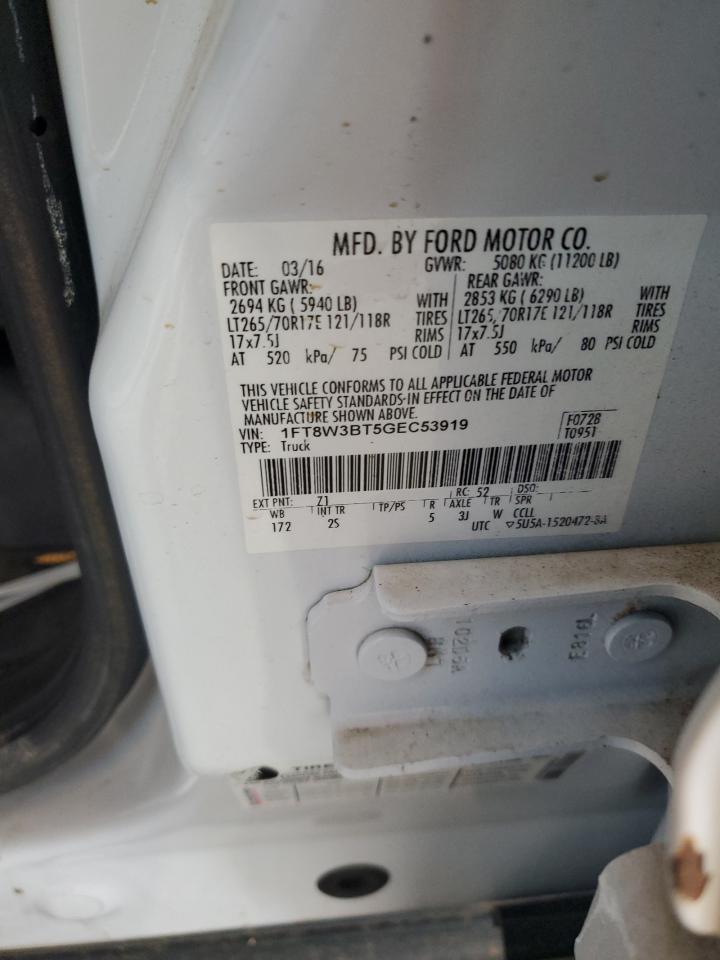 MFD. BY FORD MOTOR CO.
DATE: 03/16 GVWR: 5080 KG (11200 LB)
FRONT GAWR: REAR GAWR:
2694 KG ( 5940 LB) WITH 2853 KG ( 6290 LB) WITH
LT265/70R17E 121/118R TIRES LT265/70R17E 121/118R TIRES
17x7.5J RIMS 17x7.5J RIMS
AT 520 kPa/ 75 PSI COLD AT 550 kPa/ 80 PSI COLD
THIS VEHICLE CONFORMS TO ALL APPLICABLE FEDERAL MOTOR
VEHICLE SAFETY STANDARDS IN EFFECT ON THE DATE OF
MANUFACTURE SHOWN ABOVE.
VIN: 1FT8W3BT5GEC53919 F0728
TYPE: Truck T0951
EXT PNT: Z1 RC: 52 DSO:
WB INT TR TP/PS R AXLE TR SPR
172 2S 5 3J W CCLL
UTC ▽5U5A-1520472-BA
E816L
TIRE